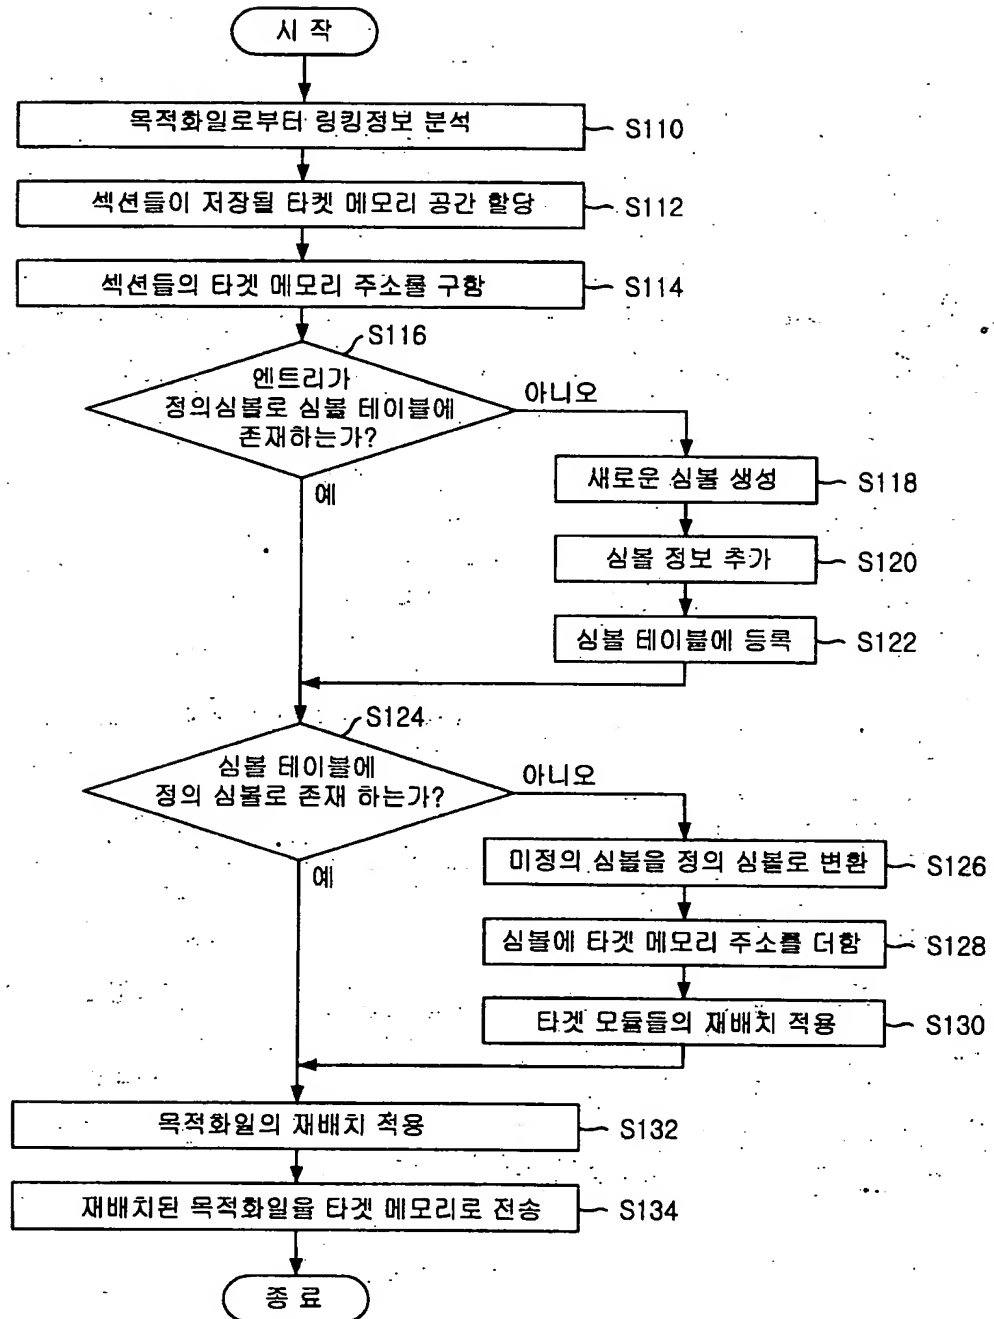 시 작
목적화일로부터 링킹정보 분석
S110
섹션들이 저장될 타켓 메모리 공간 할당
S112
섹션들의 타겟 메모리 주소를 구함
S114
S116
엔트리가
정의심볼로 심볼 테이블에
존재하는가?
아니오
예
새로운 심볼 생성
S118
심볼 정보 추가
S120
심볼 테이블에 등록
S122
S124
심볼 테이블에
정의 심볼로 존재 하는가?
아니오
예
미정의 심볼을 정의 심볼로 변환
S126
심볼에 타겟 메모리 주소를 더함
S128
타겟 모듈들의 재배치 적용
S130
목적화일의 재배치 적용
S132
재배치된 목적화일을 타겟 메모리로 전송
S134
종 료